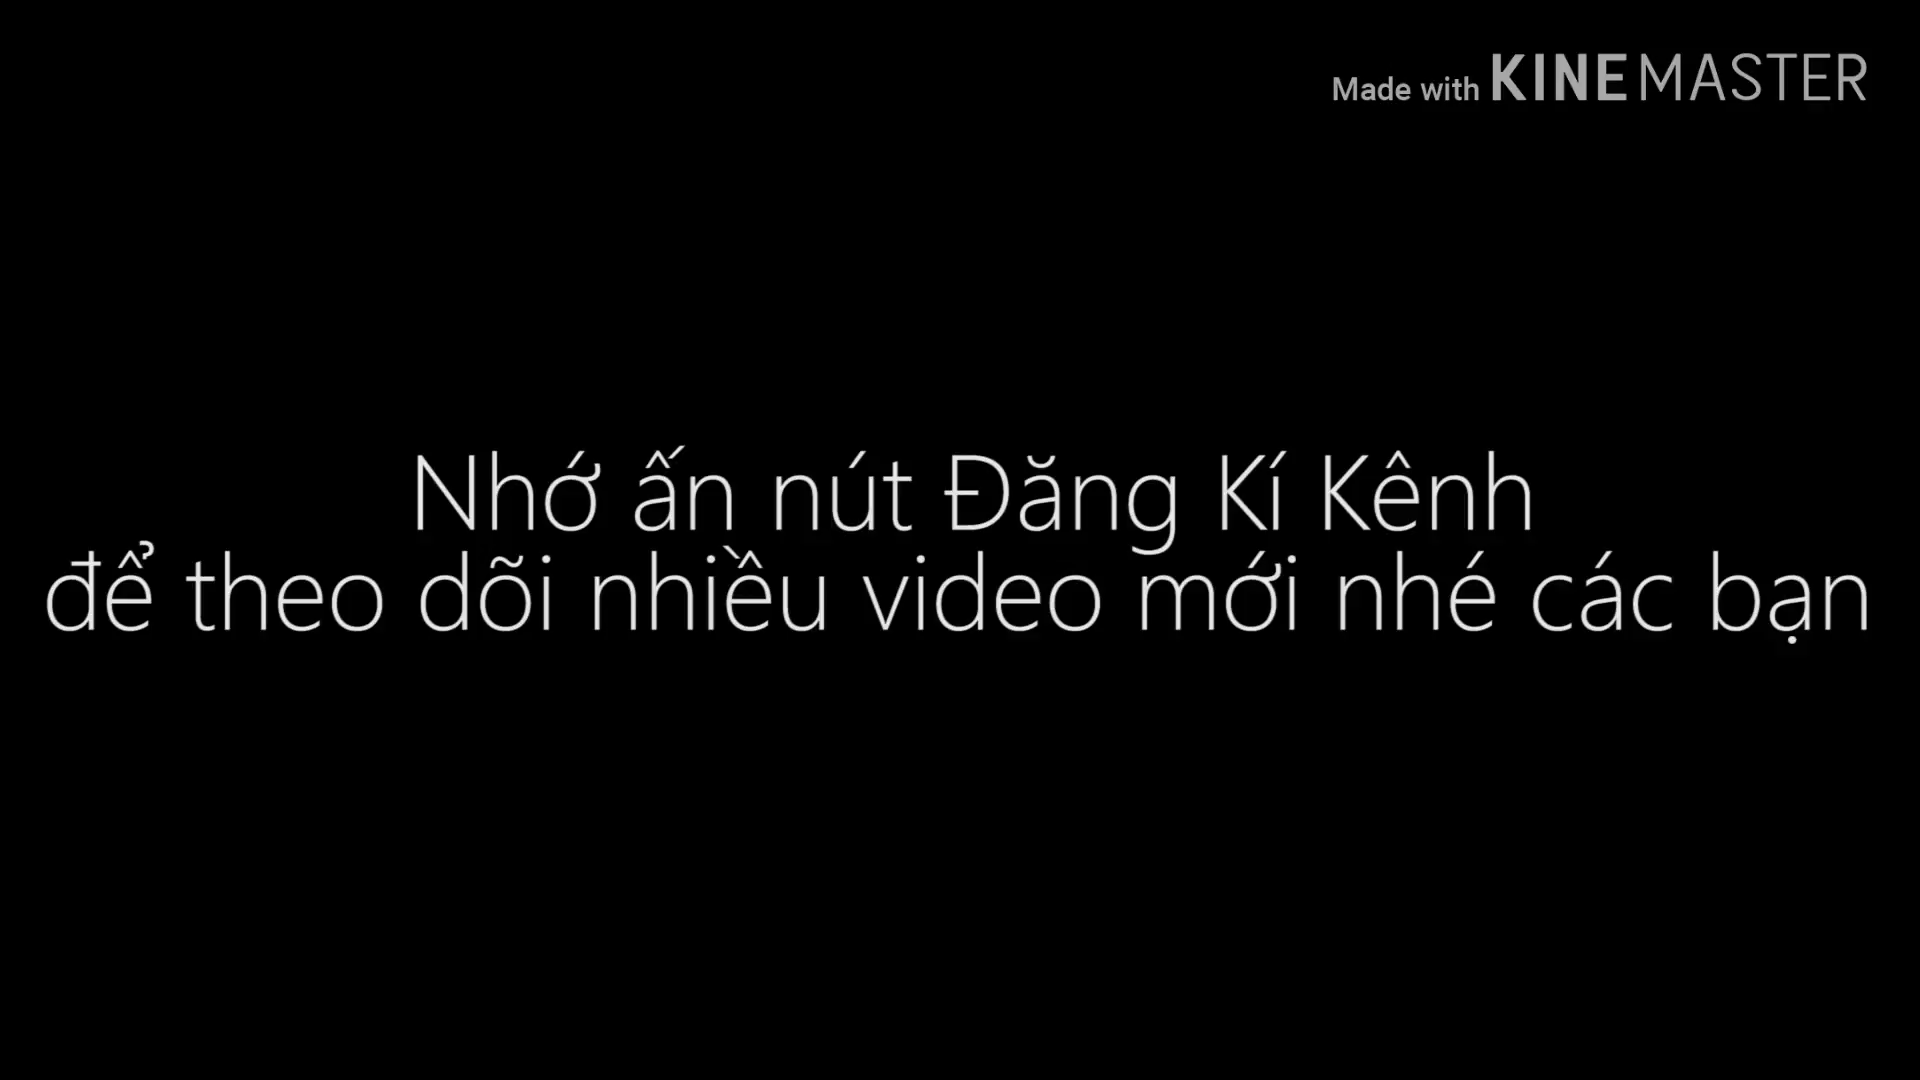 Made with KINEMASTER
Nhớ ấn nút Đăng Kí Kênh
để theo dõi nhiều video mới nhé các bạn